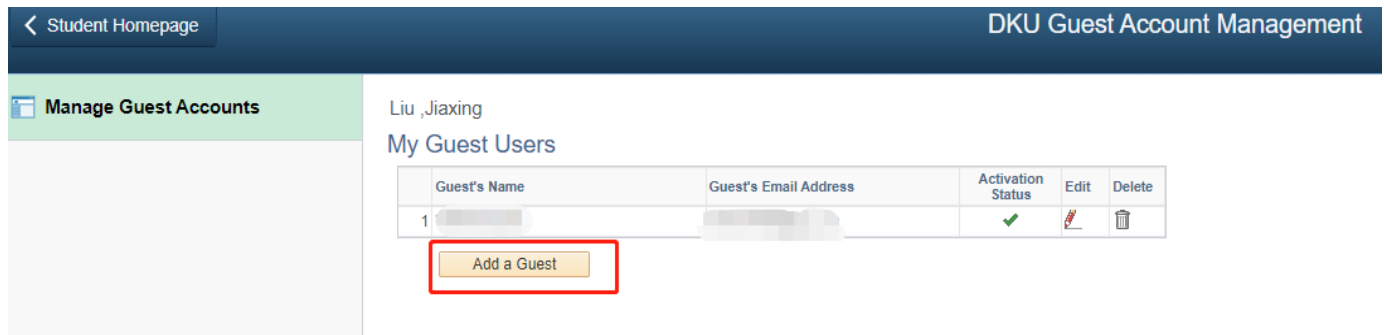 Student Homepage
DKU Guest Account Management
Manage Guest Accounts
Liu ,Jiaxing
My Guest Users
Guest's Name Guest's Email Address Activation Status Edit Delete
1
Add a Guest